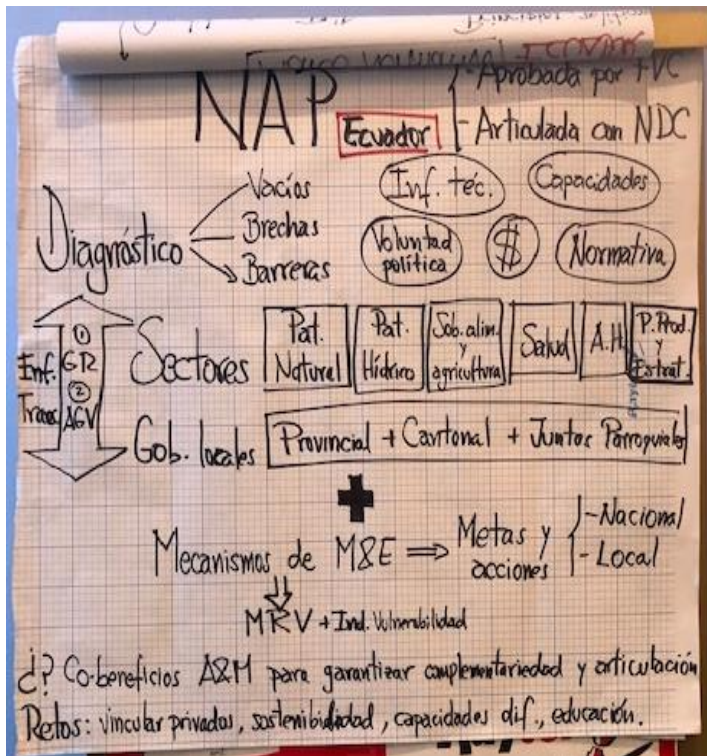 NAP Ecuador
- Aprobada por
- Articulada con NDC
Diagnóstico
Vacíos
Brechas
Barreras
Inf. téc.
Capacidades
Voluntad política
$
Normativa
Enf. Trans.
① GR
② AGV
Sectores
Pat. Natural
Pat. Hídrico
Sob. alim. y agricultura
Salud
A.H.
P. Prod. y Estrat.
Gob. locales
Provincial + Cantonal + Juntas Parroquiales
+
Mecanismos de M&E ⇒ Metas y acciones
- Nacional
- Local
⇓
MRV + Ind. Vulnerabilidad
¿? Co-beneficios A&M para garantizar complementariedad y articulación
Retos: vincular privados, sostenibilidad, capacidades dif., educación.